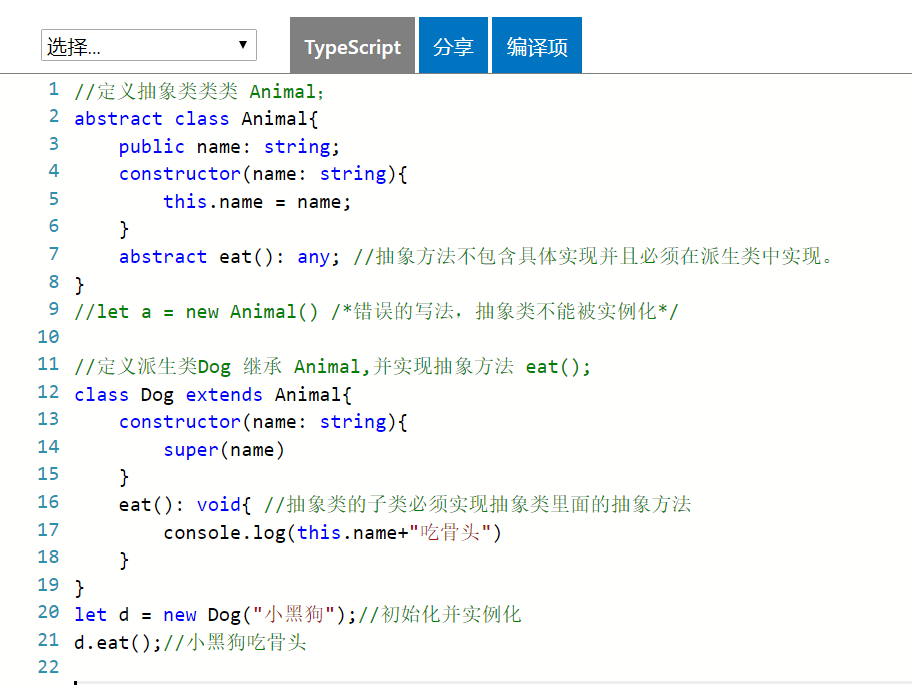 选择... TypeScript 分享 编译项
1 //定义抽象类类类 Animal;
2 abstract class Animal{
3     public name: string;
4     constructor(name: string){
5         this.name = name;
6     }
7     abstract eat(): any; //抽象方法不包含具体实现并且必须在派生类中实现。
8 }
9 //let a = new Animal() /*错误的写法，抽象类不能被实例化*/
10
11 //定义派生类Dog 继承 Animal,并实现抽象方法 eat();
12 class Dog extends Animal{
13     constructor(name: string){
14         super(name)
15     }
16     eat(): void{ //抽象类的子类必须实现抽象类里面的抽象方法
17         console.log(this.name+"吃骨头")
18     }
19 }
20 let d = new Dog("小黑狗");//初始化并实例化
21 d.eat();//小黑狗吃骨头
22